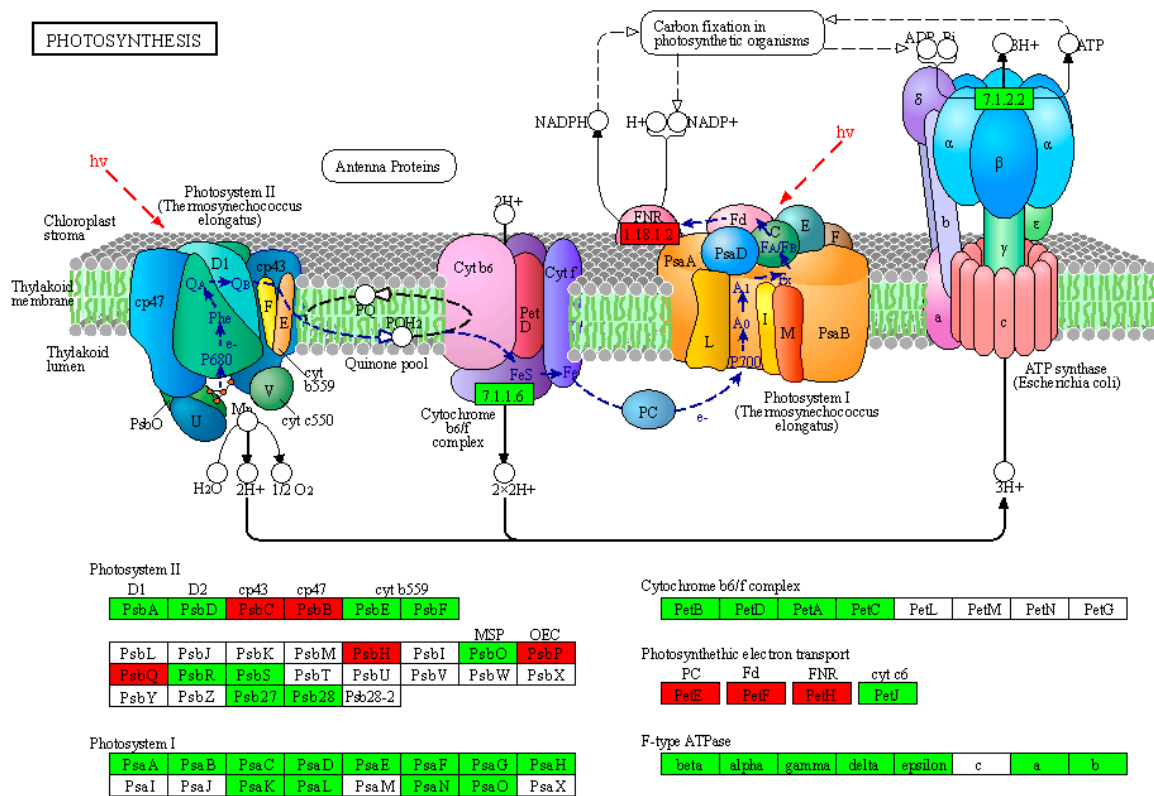 PHOTOSYNTHESIS
Carbon fixation in
photosynthetic organisms
ADP Pi
3H+
ATP
7.1.2.2
NADPH
H+
NADP+
hν
Antenna Proteins
hν
Photosystem II
(Thermosynechococcus
elongatus)
2H+
Chloroplast
stroma
Thylakoid
membrane
Thylakoid
lumen
D1
cp43
cp47
QA
QB
Phe
F
E
P680
e-
cyt
b559
V
cyt c550
PsbO
U
Mn
H2O
2H+
1/2 O2
PQ
PQH2
Quinone pool
Cyt b6
Pet
D
Cyt f
FeS
Fe
7.1.1.6
Cytochrome
b6/f
complex
2×2H+
FNR
1.18.1.2
Fd
C
E
F
FA/FB
PsaA
PsaD
Fx
A1
A0
L
I
M
PsaB
P700
PC
e-
Photosystem I
(Thermosynechococcus
elongatus)
δ
α
β
α
b
γ
ε
a
c
ATP synthase
(Escherichia coli)
3H+
Photosystem II
D1 D2 cp43 cp47 cyt b559
PsbA PsbD PsbC PsbB PsbE PsbF
MSP OEC
PsbL PsbJ PsbK PsbM PsbH PsbI PsbO PsbP
PsbQ PsbR PsbS PsbT PsbU PsbV PsbW PsbX
PsbY PsbZ Psb27 Psb28 Psb28-2
Photosystem I
PsaA PsaB PsaC PsaD PsaE PsaF PsaG PsaH
PsaI PsaJ PsaK PsaL PsaM PsaN PsaO PsaX
Cytochrome b6/f complex
PetB PetD PetA PetC PetL PetM PetN PetG
Photosynthethic electron transport
PC Fd FNR cyt c6
PetE PetF PetH PetJ
F-type ATPase
beta alpha gamma delta epsilon c a b